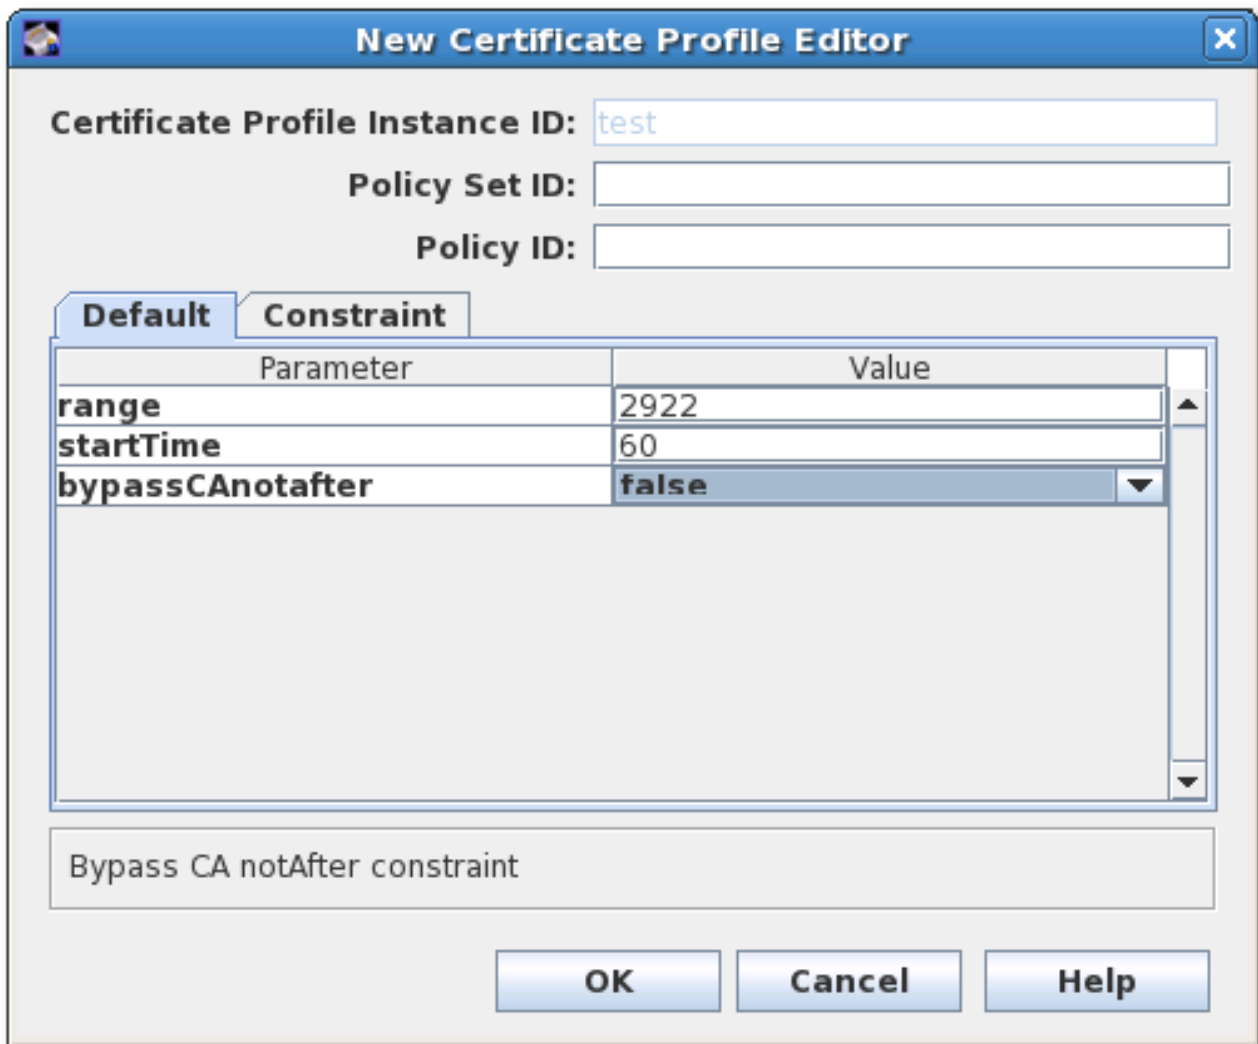 New Certificate Profile Editor
Certificate Profile Instance ID: test
Policy Set ID:
Policy ID:
Default Constraint
Parameter Value
range 2922
startTime 60
bypassCAnotafter false
Bypass CA notAfter constraint
OK Cancel Help